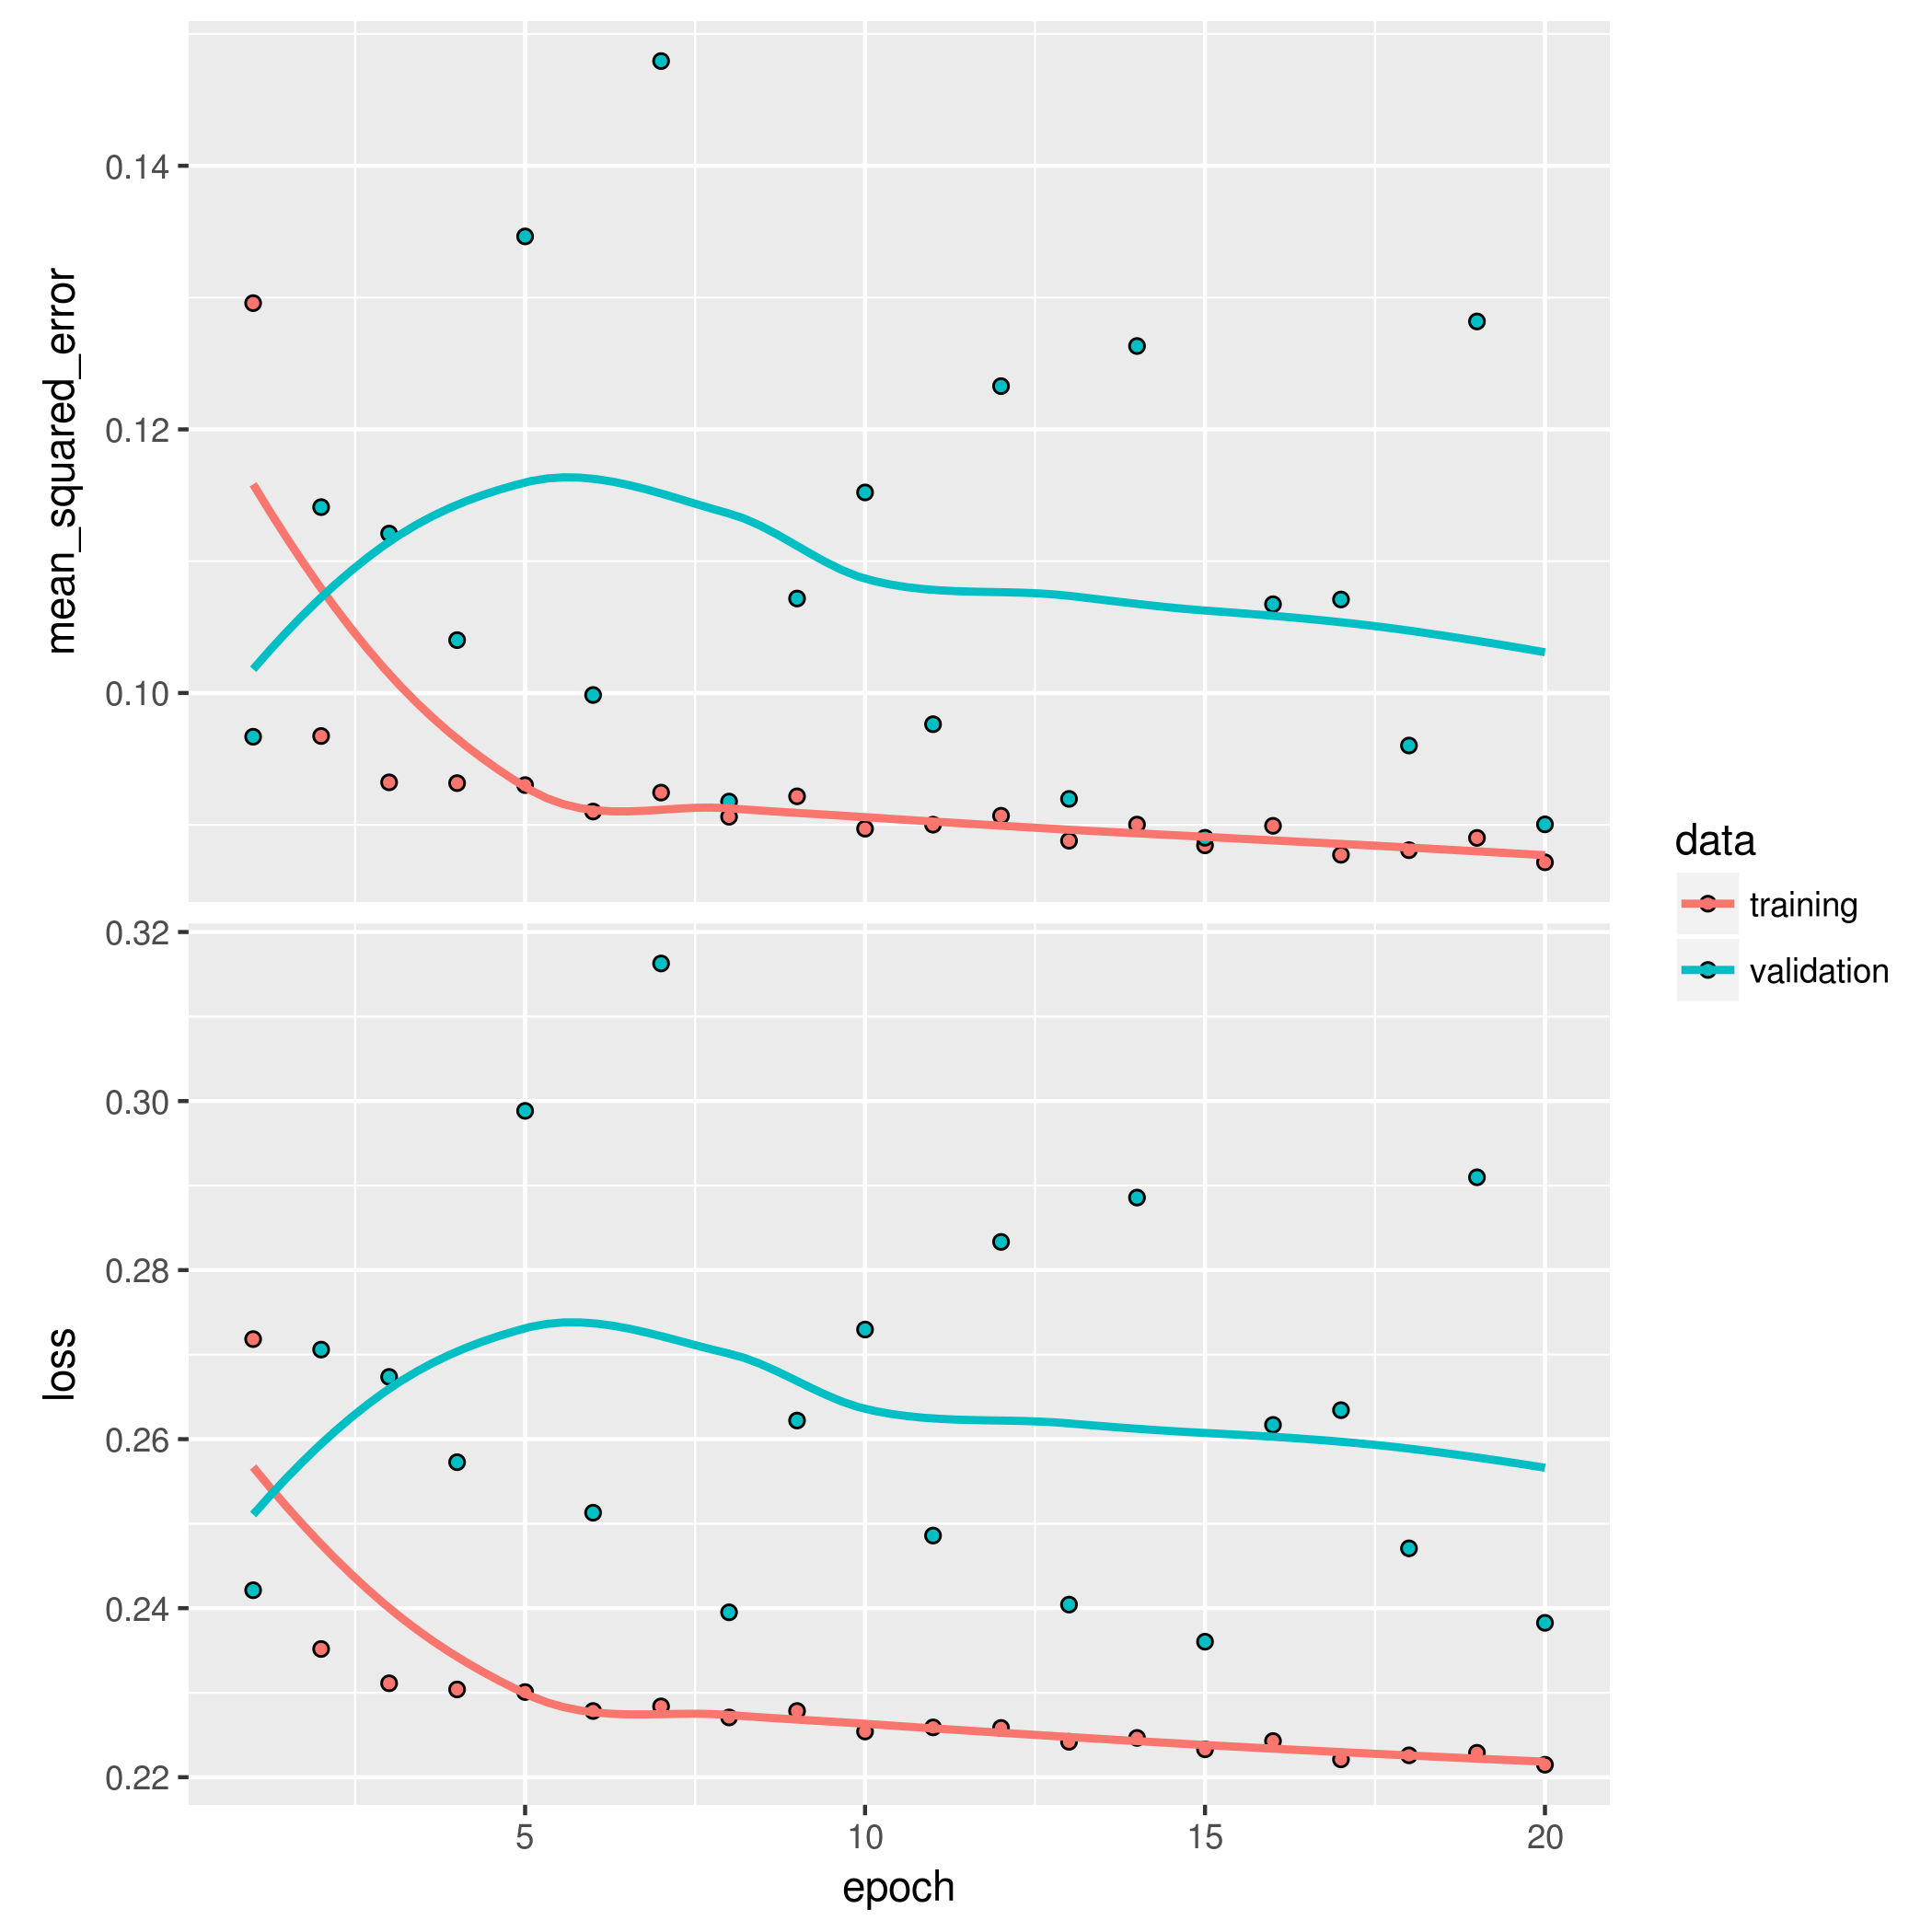 mean_squared_error
0.14
0.12
0.10
loss
0.32
0.30
0.28
0.26
0.24
0.22
5 10 15 20
epoch
data
training
validation